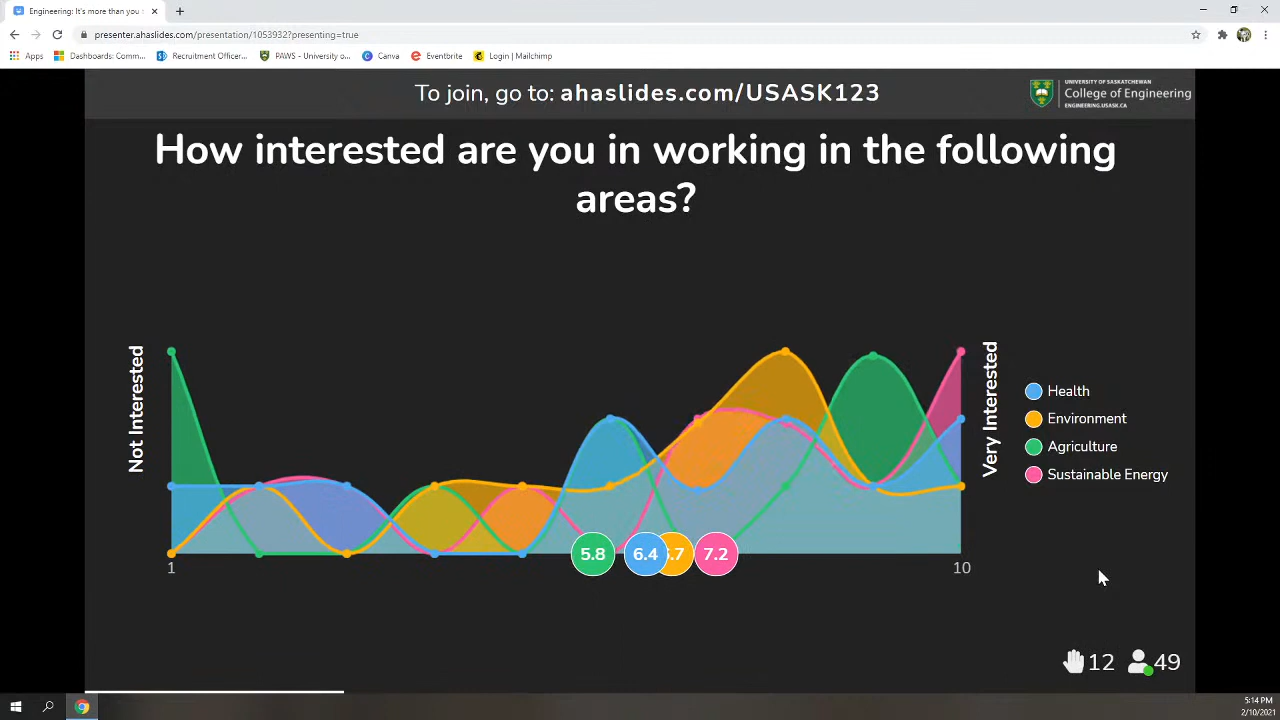 Engineering: It's more than you
presenter.ahaslides.com/presentation/1053932?presenting=true
Apps Dashboards: Comm... Recruitment Officer... PAWS - University o... Canva Eventbrite Login | Mailchimp
To join, go to: ahaslides.com/USASK123
UNIVERSITY OF SASKATCHEWAN
College of Engineering
ENGINEERING.USASK.CA
How interested are you in working in the following
areas?
Not Interested
Very Interested
Health
Environment
Agriculture
Sustainable Energy
5.8 6.4 .7 7.2
1 10
12 49
5:14 PM
2/10/2021